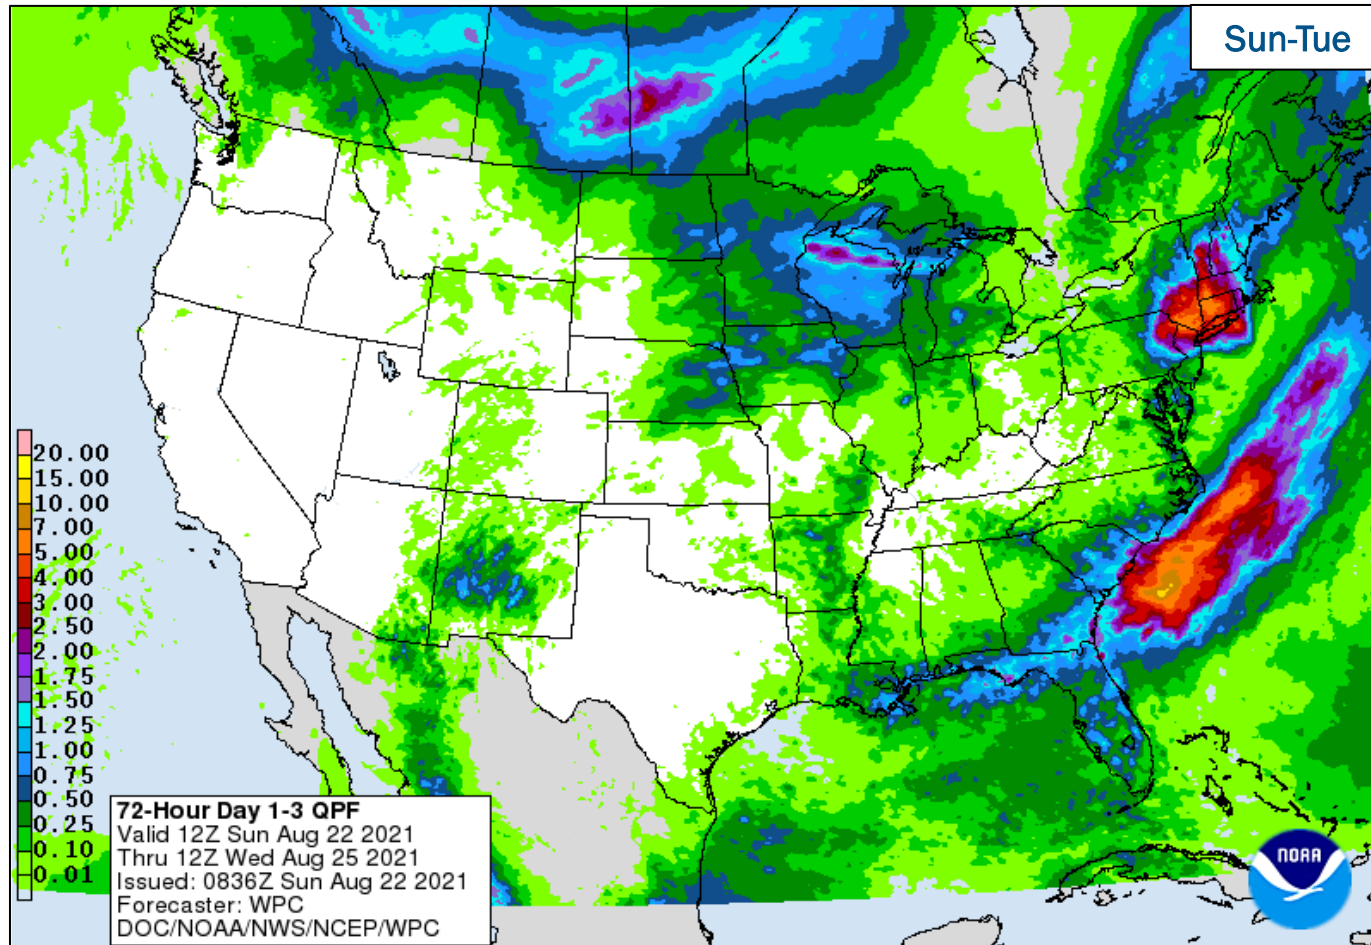 Sun-Tue
20.00
15.00
10.00
7.00
5.00
4.00
3.00
2.50
2.00
1.75
1.50
1.25
1.00
0.75
0.50
0.25
0.10
0.01
72-Hour Day 1-3 QPF
Valid 12Z Sun Aug 22 2021
Thru 12Z Wed Aug 25 2021
Issued: 0836Z Sun Aug 22 2021
Forecaster: WPC
DOC/NOAA/NWS/NCEP/WPC
NOAA